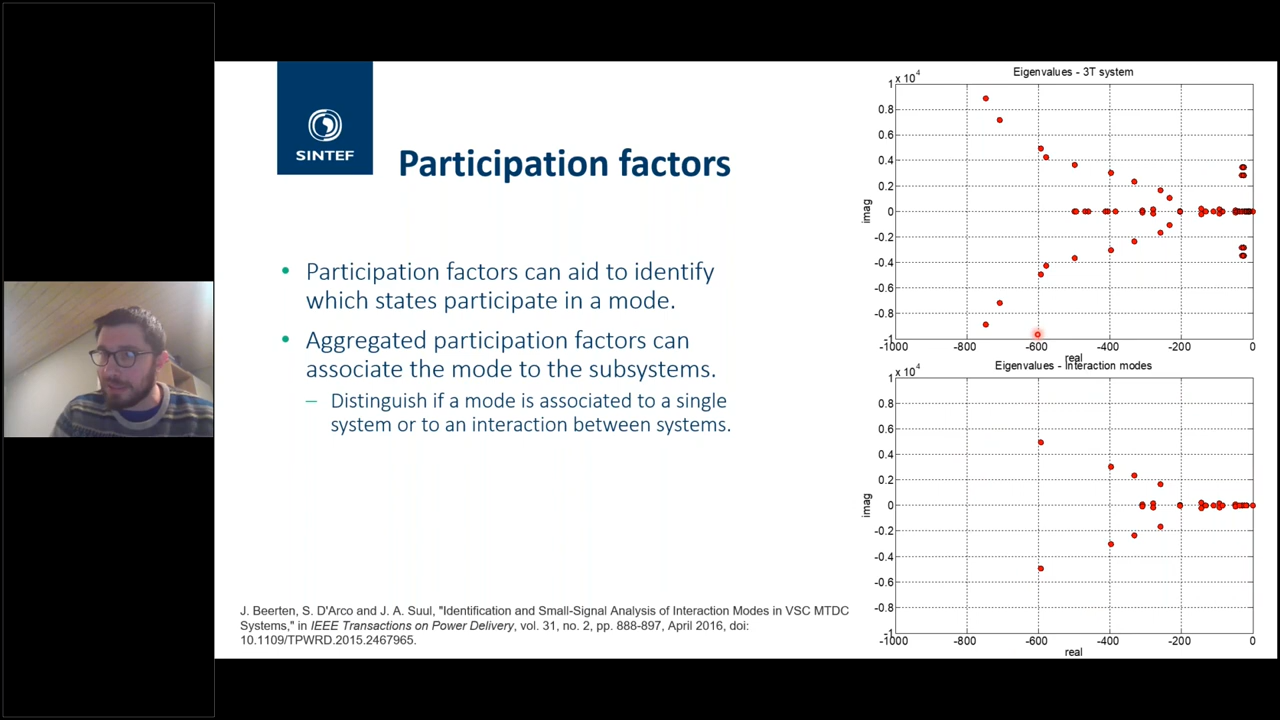 SINTEF
Participation factors
• Participation factors can aid to identify
which states participate in a mode.
• Aggregated participation factors can
associate the mode to the subsystems.
– Distinguish if a mode is associated to a single
system or to an interaction between systems.
J. Beerten, S. D'Arco and J. A. Suul, "Identification and Small-Signal Analysis of Interaction Modes in VSC MTDC
Systems," in IEEE Transactions on Power Delivery, vol. 31, no. 2, pp. 888-897, April 2016, doi:
10.1109/TPWRD.2015.2467965.
Eigenvalues - 3T system
x 10^4
1
0.8
0.6
0.4
0.2
0
-0.2
-0.4
-0.6
-0.8
-1
imag
-1000 -800 -600 -400 -200 0
real
Eigenvalues - Interaction modes
x 10^4
1
0.8
0.6
0.4
0.2
0
-0.2
-0.4
-0.6
-0.8
-1
imag
-1000 -800 -600 -400 -200 0
real